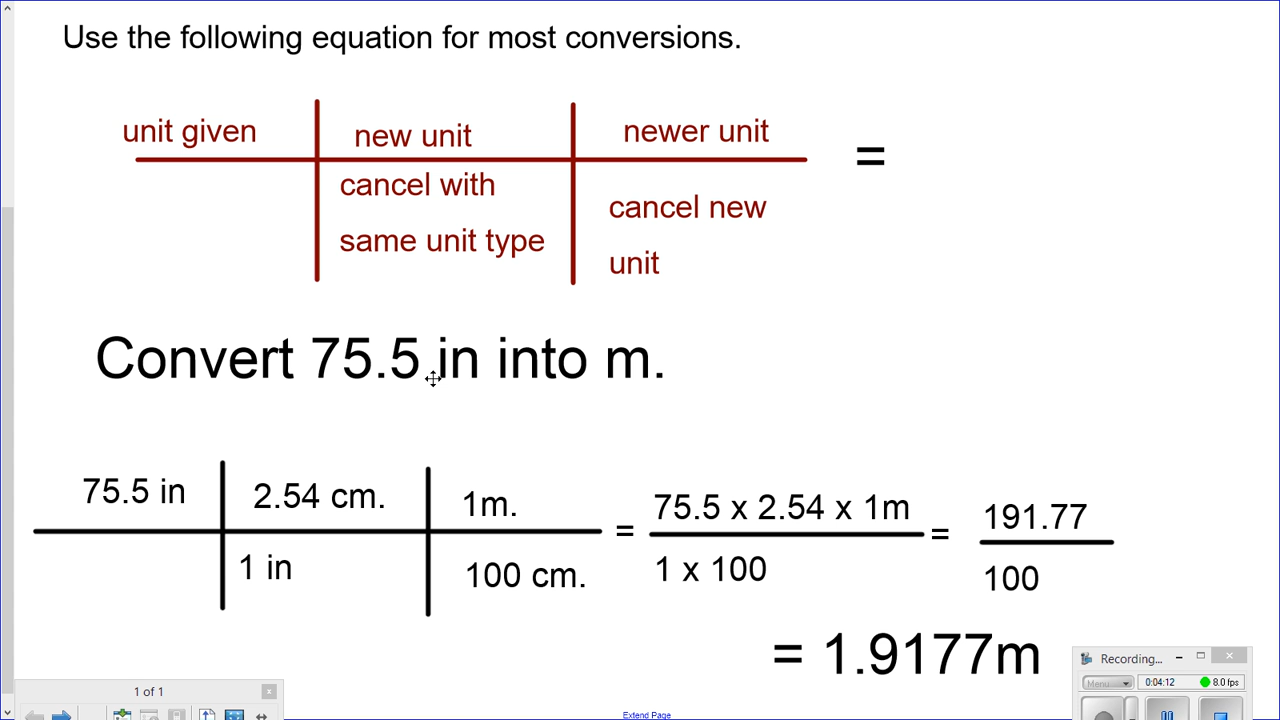 Use the following equation for most conversions.
unit given
new unit
newer unit
=
cancel with
same unit type
cancel new
unit
Convert 75.5 in into m.
75.5 in
2.54 cm.
1m.
1 in
100 cm.
=
75.5 x 2.54 x 1m
1 x 100
=
191.77
100
= 1.9177m
Recording...
Menu
0:04:12
8.0 fps
1 of 1
Extend Page